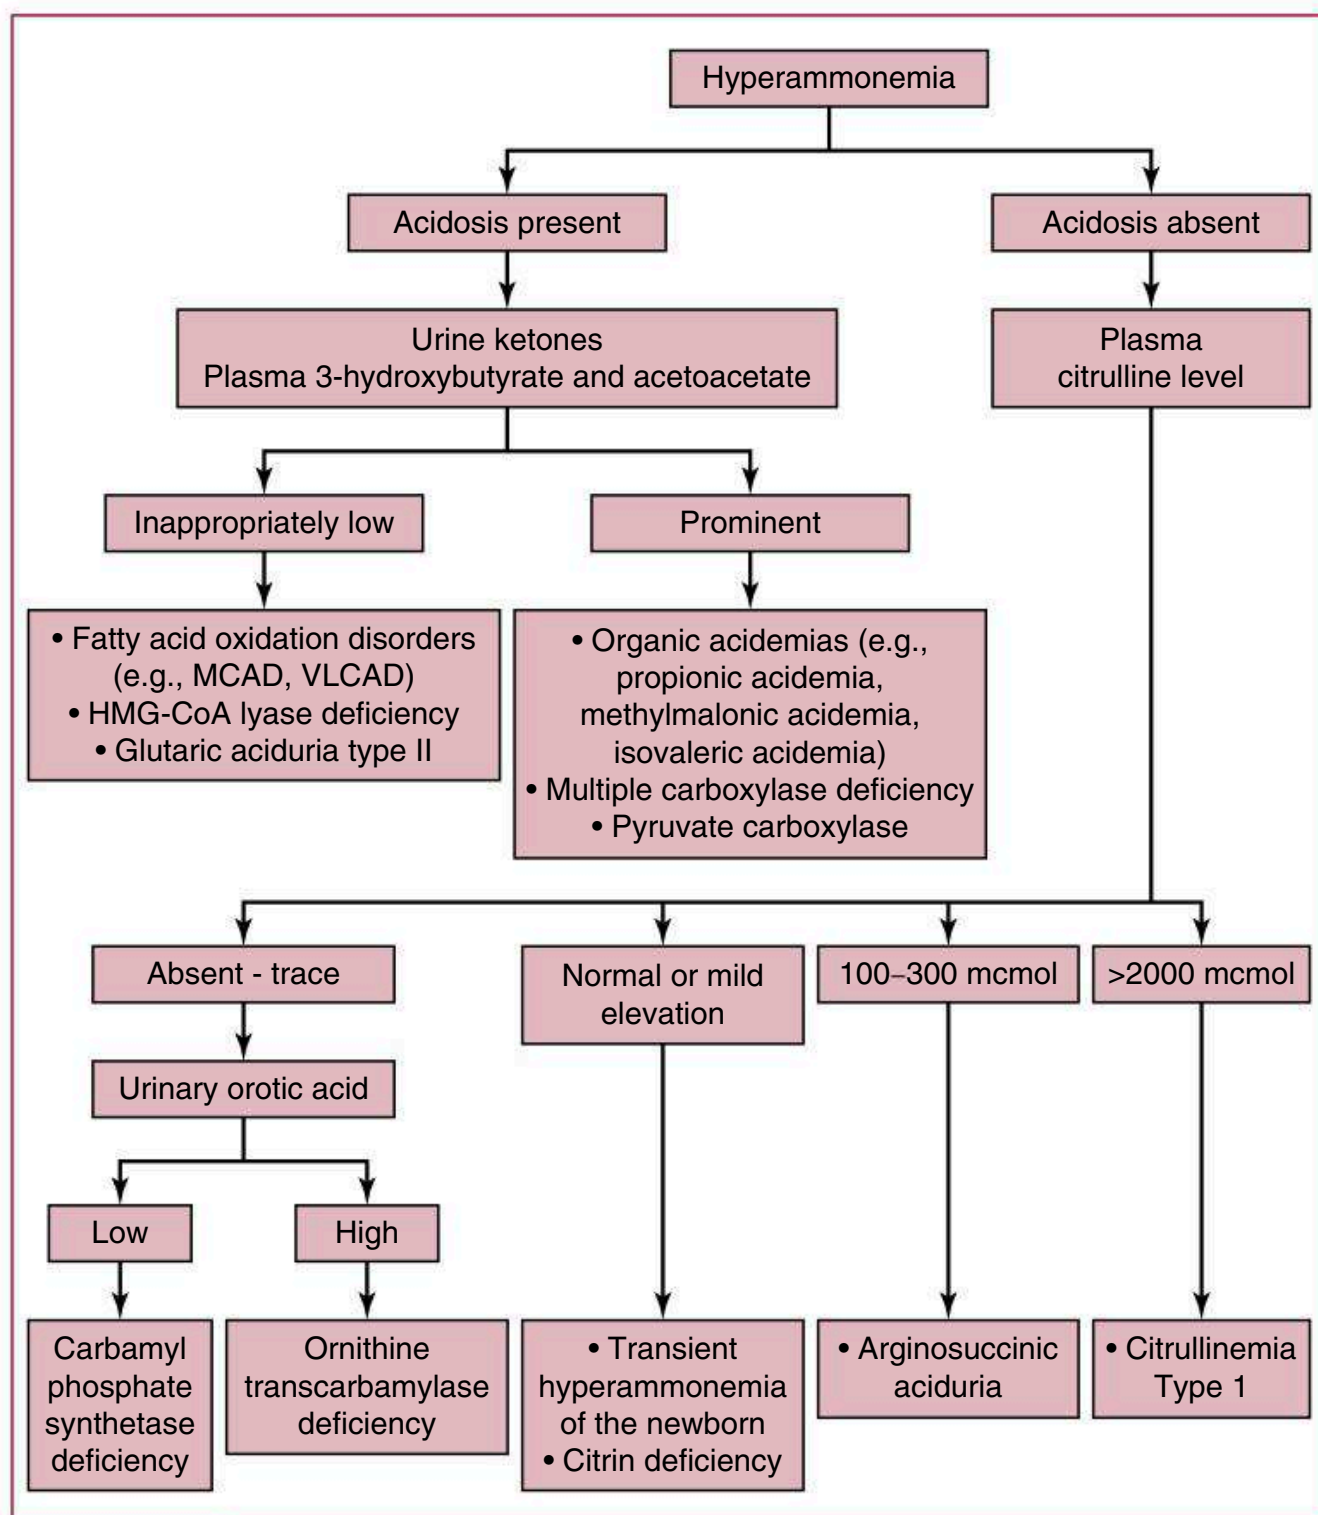 Hyperammonemia
Acidosis present
Acidosis absent
Urine ketones
Plasma 3-hydroxybutyrate and acetoacetate
Plasma
citrulline level
Inappropriately low
Prominent
• Fatty acid oxidation disorders
(e.g., MCAD, VLCAD)
• HMG-CoA lyase deficiency
• Glutaric aciduria type II
• Organic acidemias (e.g.,
propionic acidemia,
methylmalonic acidemia,
isovaleric acidemia)
• Multiple carboxylase deficiency
• Pyruvate carboxylase
Absent - trace
Normal or mild
elevation
100–300 mcmol
>2000 mcmol
Urinary orotic acid
Low
High
Carbamyl
phosphate
synthetase
deficiency
Ornithine
transcarbamylase
deficiency
• Transient
hyperammonemia
of the newborn
• Citrin deficiency
• Arginosuccinic
aciduria
• Citrullinemia
Type 1